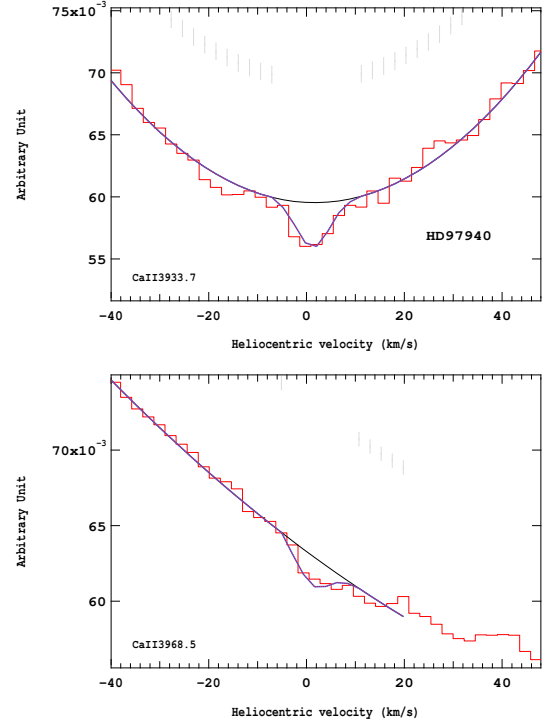 75x10⁻³
70
65
60
55
Arbitrary Unit
HD97940
CaII3933.7
−40 −20 0 20 40
Heliocentric velocity (km/s)
70x10⁻³
65
60
Arbitrary Unit
CaII3968.5
−40 −20 0 20 40
Heliocentric velocity (km/s)